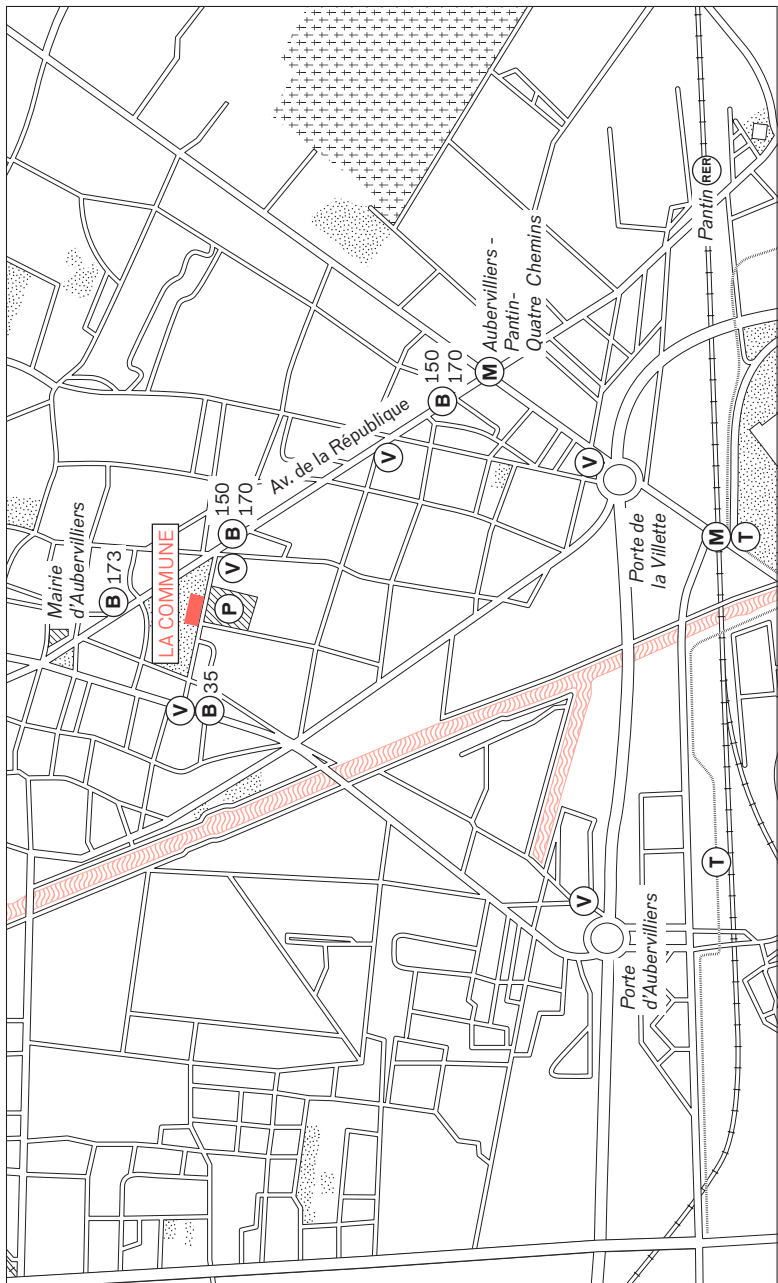 Mairie
d'Aubervilliers
B
173
LA COMMUNE
V
B
35
P
V
B
150
170
Av. de la République
V
B
150
170
M
Aubervilliers -
Pantin-
Quatre Chemins
Pantin
RER
V
Porte de
la Villette
M
T
V
Porte
d'Aubervilliers
T